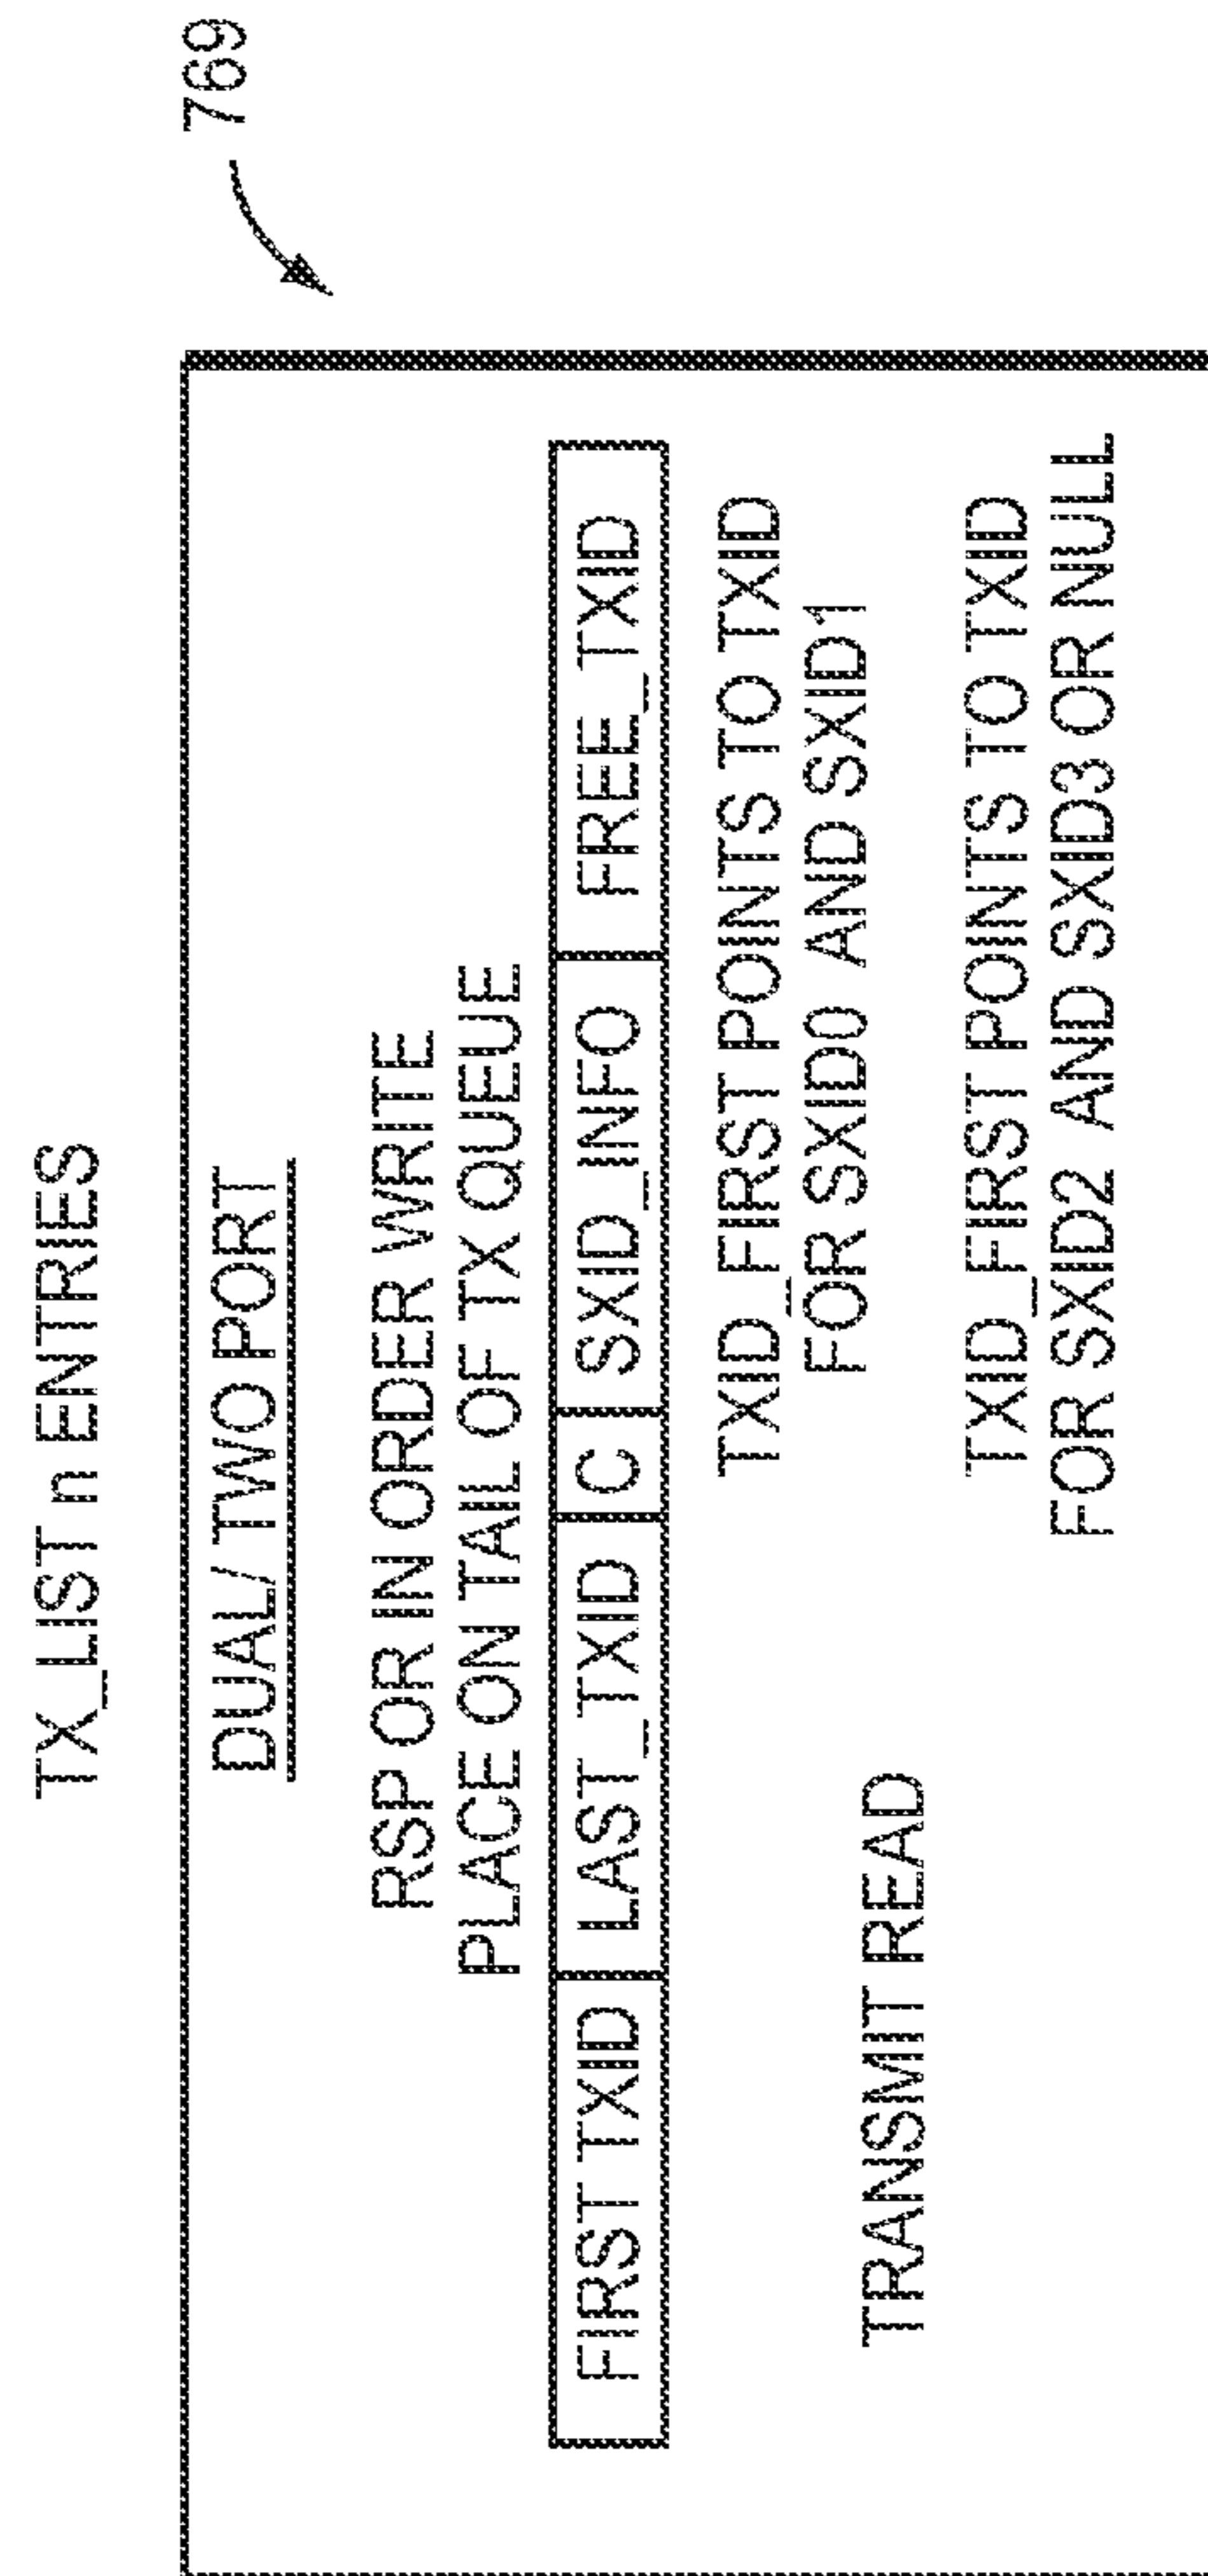 TX_LIST n ENTRIES
769
DUAL/ TWO PORT
RSP OR IN ORDER WRITE
PLACE ON TAIL OF TX QUEUE
FIRST TXID LAST_TXID C SXID_INFO FREE_TXID
TXID_FIRST POINTS TO TXID
FOR SXID0 AND SXID1
TRANSMIT READ
TXID_FIRST POINTS TO TXID
FOR SXID2 AND SXID3 OR NULL